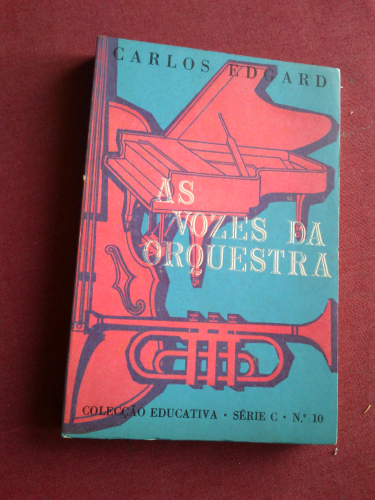 CARLOS EDGARD
AS
VOZES DA
ORQUESTRA
COLECÇÃO EDUCATIVA • SÉRIE C • N.º 10